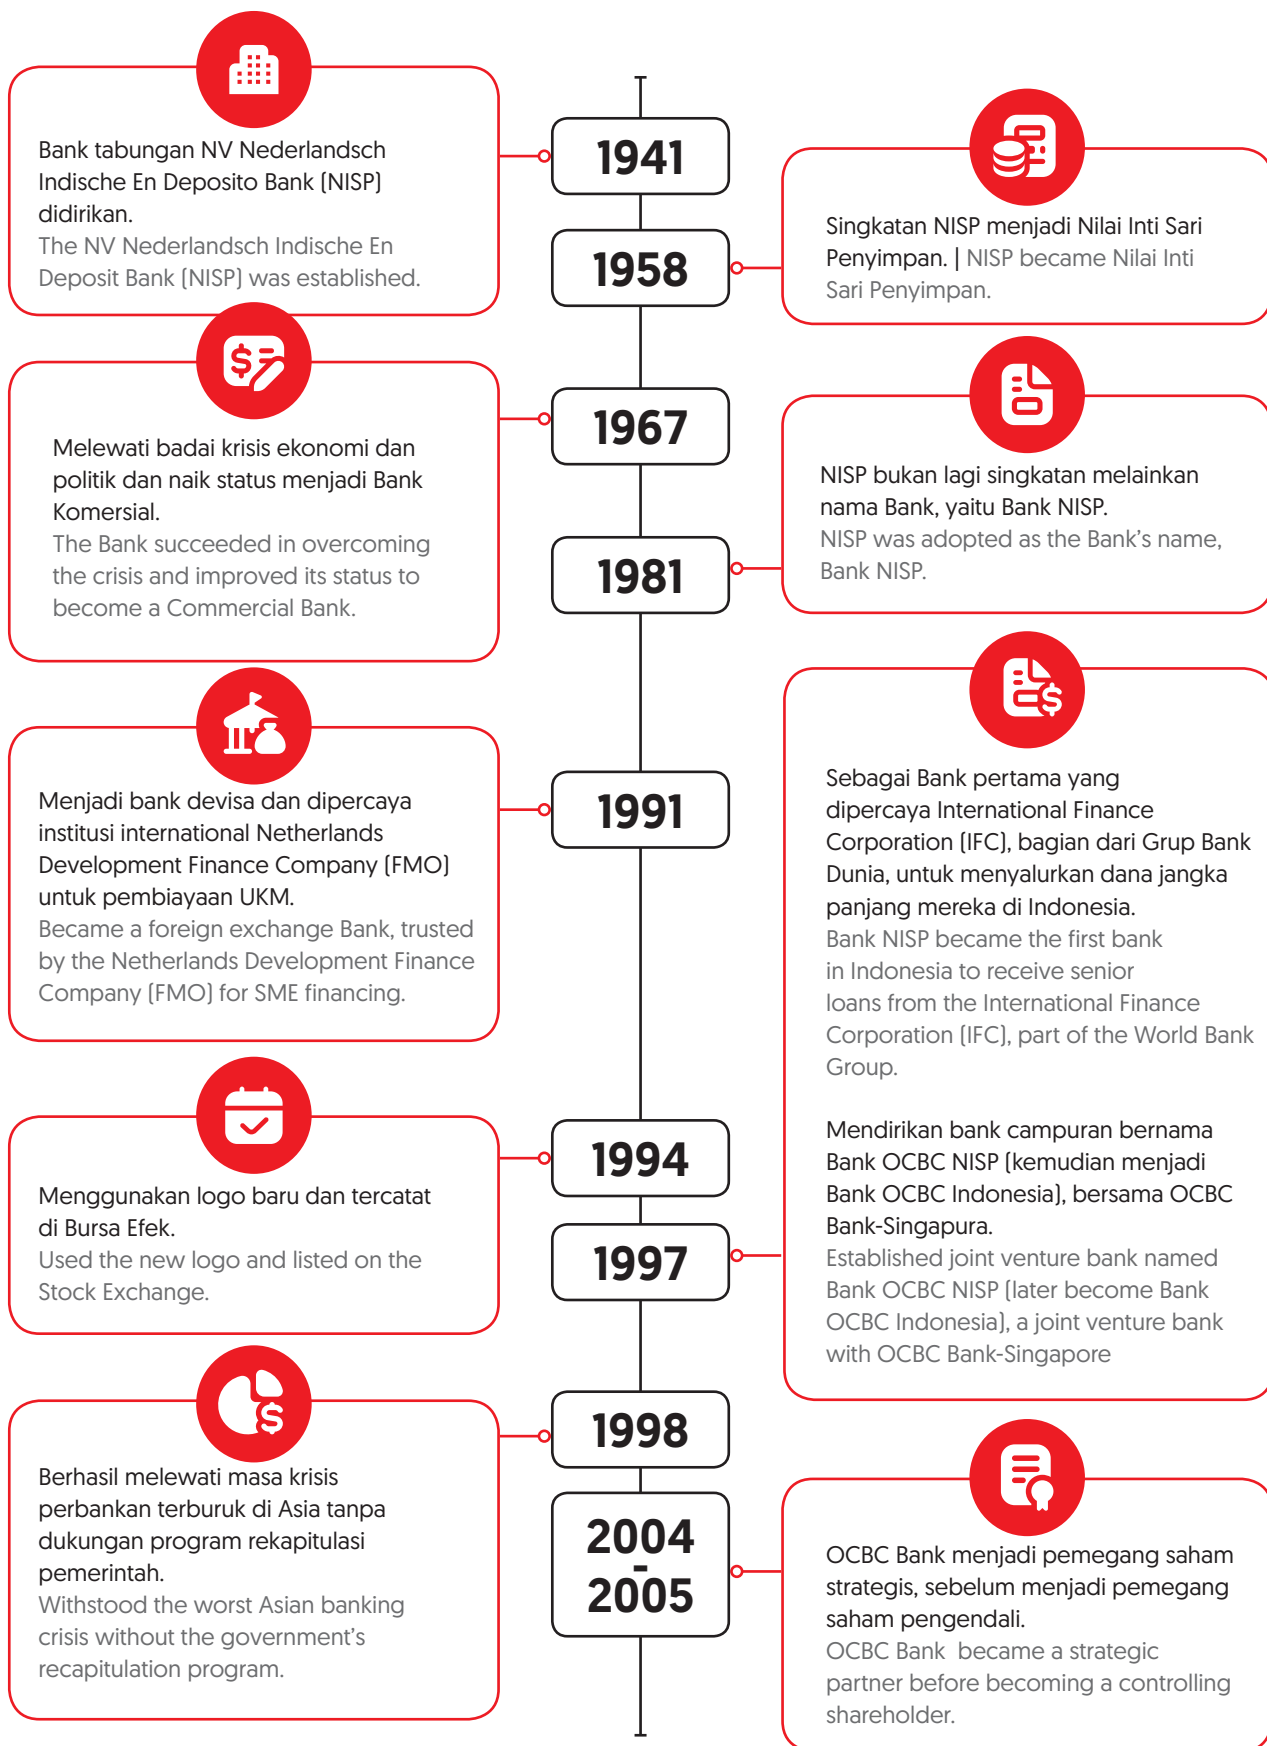 1941
Bank tabungan NV Nederlandsch
Indische En Deposito Bank (NISP)
didirikan.
The NV Nederlandsch Indische En
Deposit Bank (NISP) was established.
1958
Singkatan NISP menjadi Nilai Inti Sari
Penyimpan. | NISP became Nilai Inti
Sari Penyimpan.
1967
Melewati badai krisis ekonomi dan
politik dan naik status menjadi Bank
Komersial.
The Bank succeeded in overcoming
the crisis and improved its status to
become a Commercial Bank.
1981
NISP bukan lagi singkatan melainkan
nama Bank, yaitu Bank NISP.
NISP was adopted as the Bank's name,
Bank NISP.
1991
Menjadi bank devisa dan dipercaya
institusi international Netherlands
Development Finance Company (FMO)
untuk pembiayaan UKM.
Became a foreign exchange Bank, trusted
by the Netherlands Development Finance
Company (FMO) for SME financing.
1994
Menggunakan logo baru dan tercatat
di Bursa Efek.
Used the new logo and listed on the
Stock Exchange.
1997
Sebagai Bank pertama yang
dipercaya International Finance
Corporation (IFC), bagian dari Grup Bank
Dunia, untuk menyalurkan dana jangka
panjang mereka di Indonesia.
Bank NISP became the first bank
in Indonesia to receive senior
loans from the International Finance
Corporation (IFC), part of the World Bank
Group.
Mendirikan bank campuran bernama
Bank OCBC NISP (kemudian menjadi
Bank OCBC Indonesia), bersama OCBC
Bank-Singapura.
Established joint venture bank named
Bank OCBC NISP (later become Bank
OCBC Indonesia), a joint venture bank
with OCBC Bank-Singapore
1998
Berhasil melewati masa krisis
perbankan terburuk di Asia tanpa
dukungan program rekapitulasi
pemerintah.
Withstood the worst Asian banking
crisis without the government's
recapitulation program.
2004
-
2005
OCBC Bank menjadi pemegang saham
strategis, sebelum menjadi pemegang
saham pengendali.
OCBC Bank became a strategic
partner before becoming a controlling
shareholder.